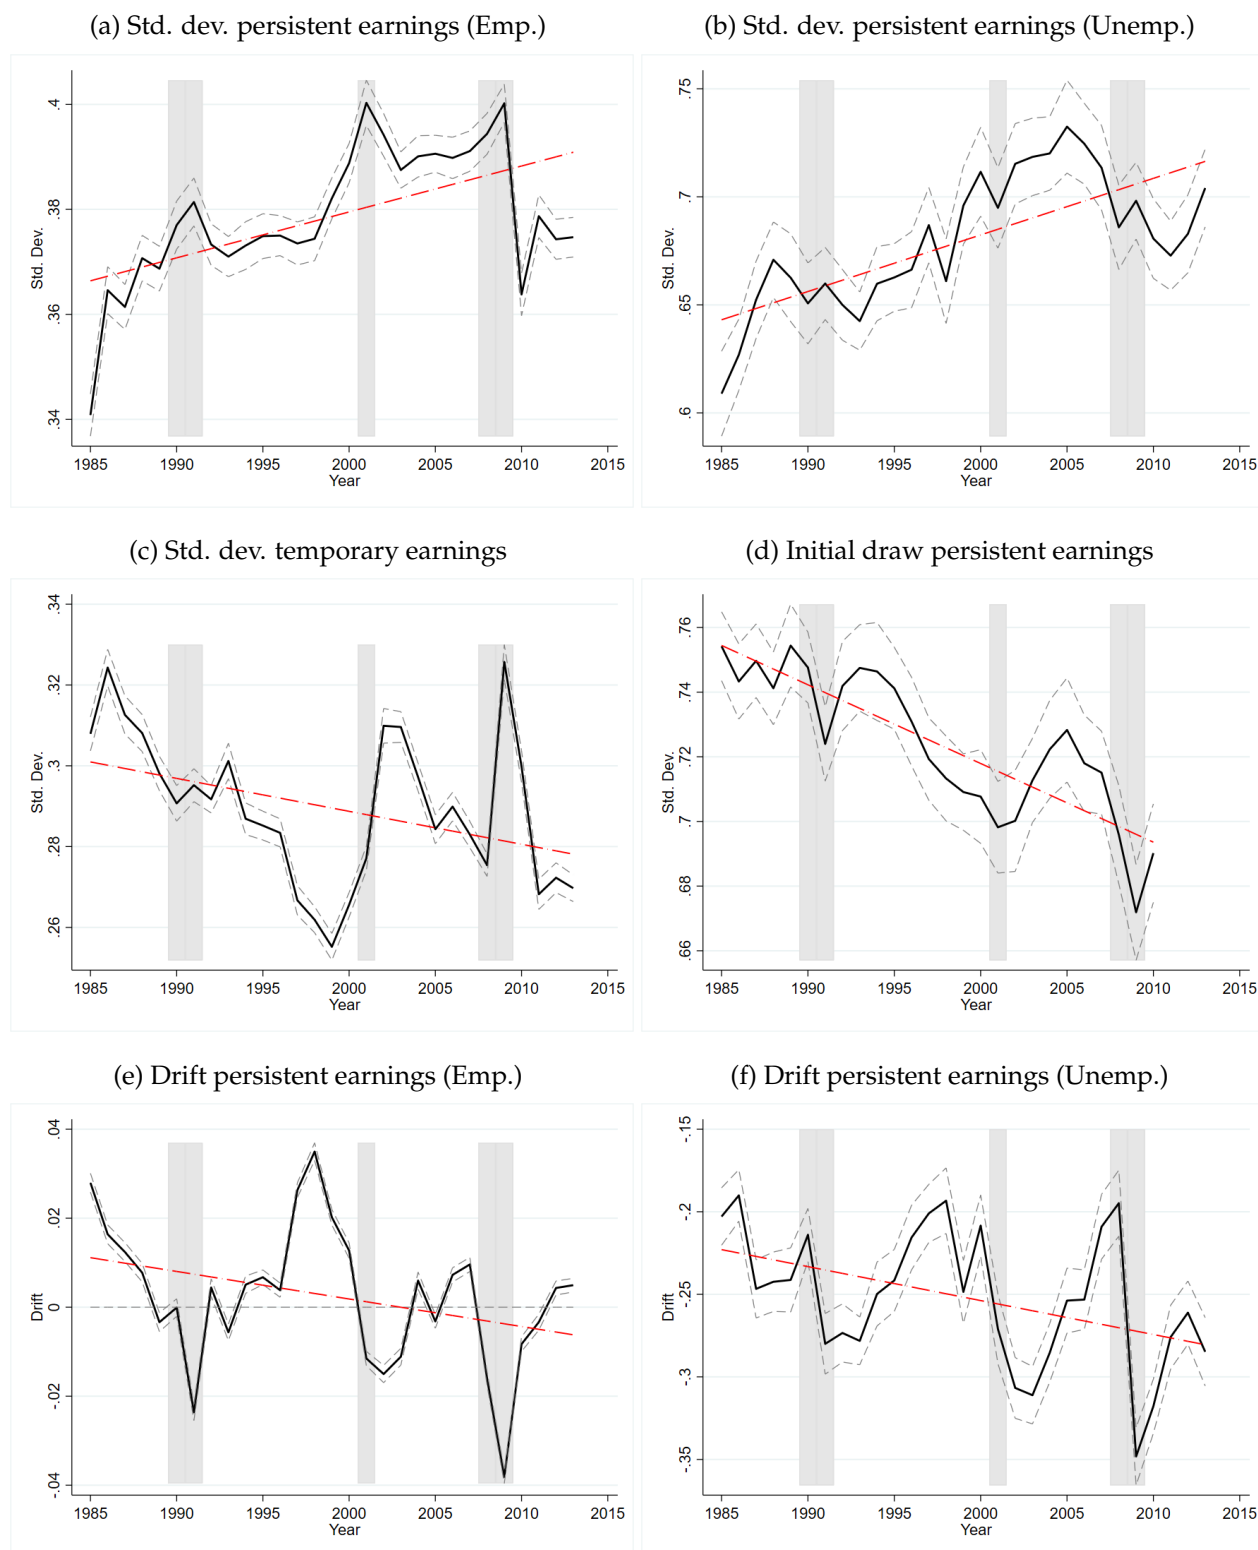 (a) Std. dev. persistent earnings (Emp.)
Std. Dev.
.4
.38
.36
.34
1985 1990 1995 2000 2005 2010 2015
Year
(b) Std. dev. persistent earnings (Unemp.)
Std. Dev.
.75
.7
.65
.6
1985 1990 1995 2000 2005 2010 2015
Year
(c) Std. dev. temporary earnings
Std. Dev.
.34
.32
.3
.28
.26
1985 1990 1995 2000 2005 2010 2015
Year
(d) Initial draw persistent earnings
Std. Dev.
.76
.74
.72
.7
.68
.66
1985 1990 1995 2000 2005 2010 2015
Year
(e) Drift persistent earnings (Emp.)
Drift
.04
.02
0
-.02
-.04
1985 1990 1995 2000 2005 2010 2015
Year
(f) Drift persistent earnings (Unemp.)
Drift
-.15
-.2
-.25
-.3
-.35
1985 1990 1995 2000 2005 2010 2015
Year